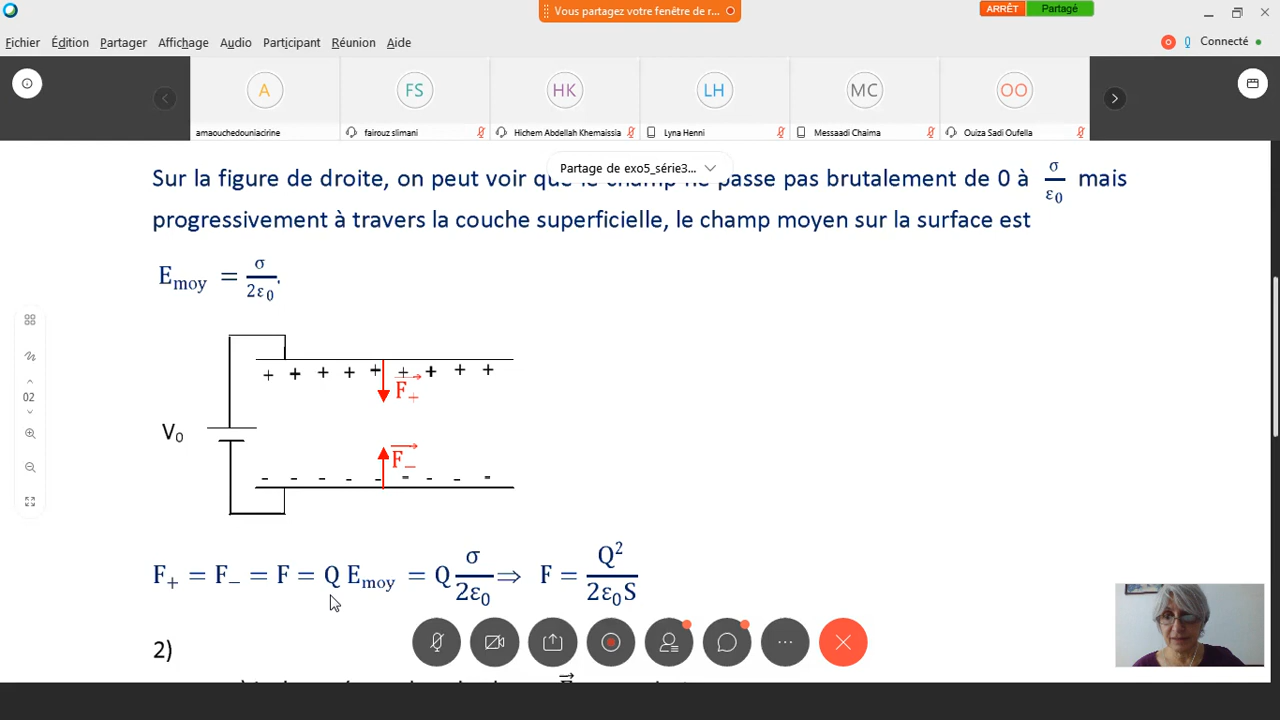 Vous partagez votre fenêtre de r...
ARRÊT Partagé
Fichier Édition Partager Affichage Audio Participant Réunion Aide
Connecté
A FS HK LH MC OO
amaouchedouniacirine fairouz slimani Hichem Abdellah Khemaissia Lyna Henni Messaadi Chaima Ouiza Sadi Oufella
Partage de exo5_série3...
Sur la figure de droite, on peut voir que le champ ne passe pas brutalement de 0 à σ/ε₀ mais
progressivement à travers la couche superficielle, le champ moyen sur la surface est
E_moy = σ/2ε₀.
+ + + + + + + + +
F₊
V₀
02
F₋
- - - - - - - - -
F₊ = F₋ = F = Q E_moy = Q σ/2ε₀ ⟹ F = Q²/2ε₀S
2)